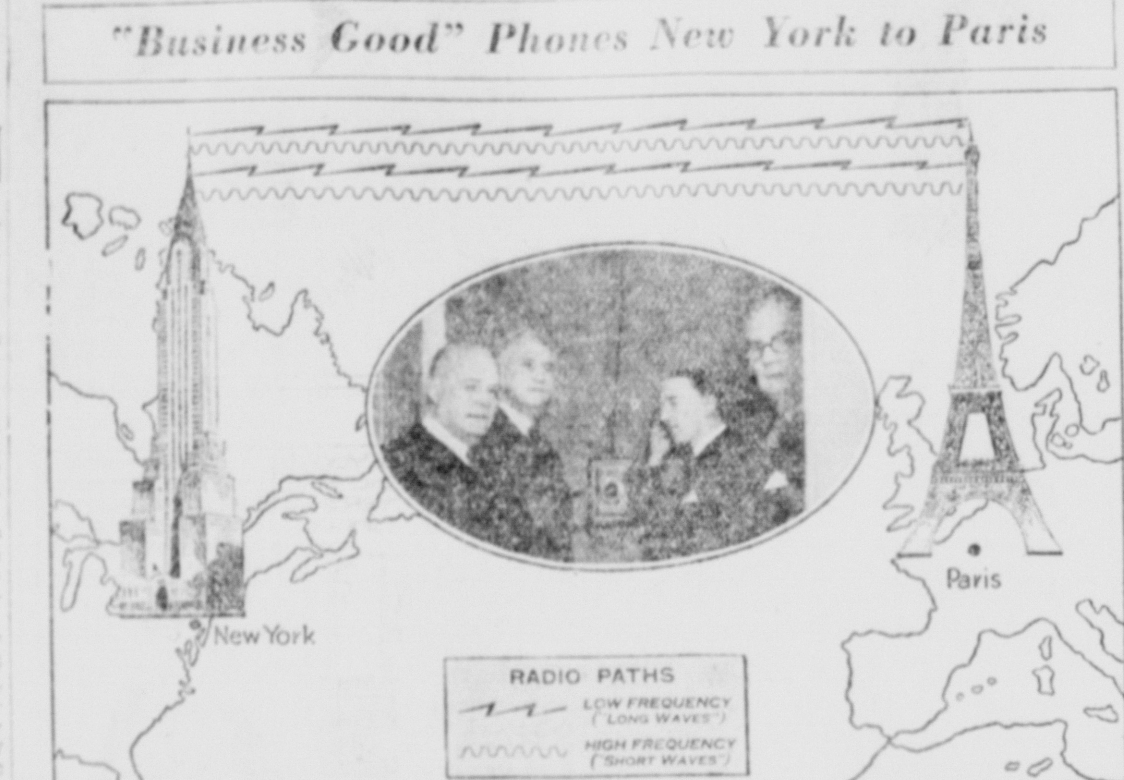 "Business Good" Phones New York to Paris
Paris
New York
RADIO PATHS
LOW FREQUENCY
("LONG WAVES")
HIGH FREQUENCY
("SHORT WAVES")